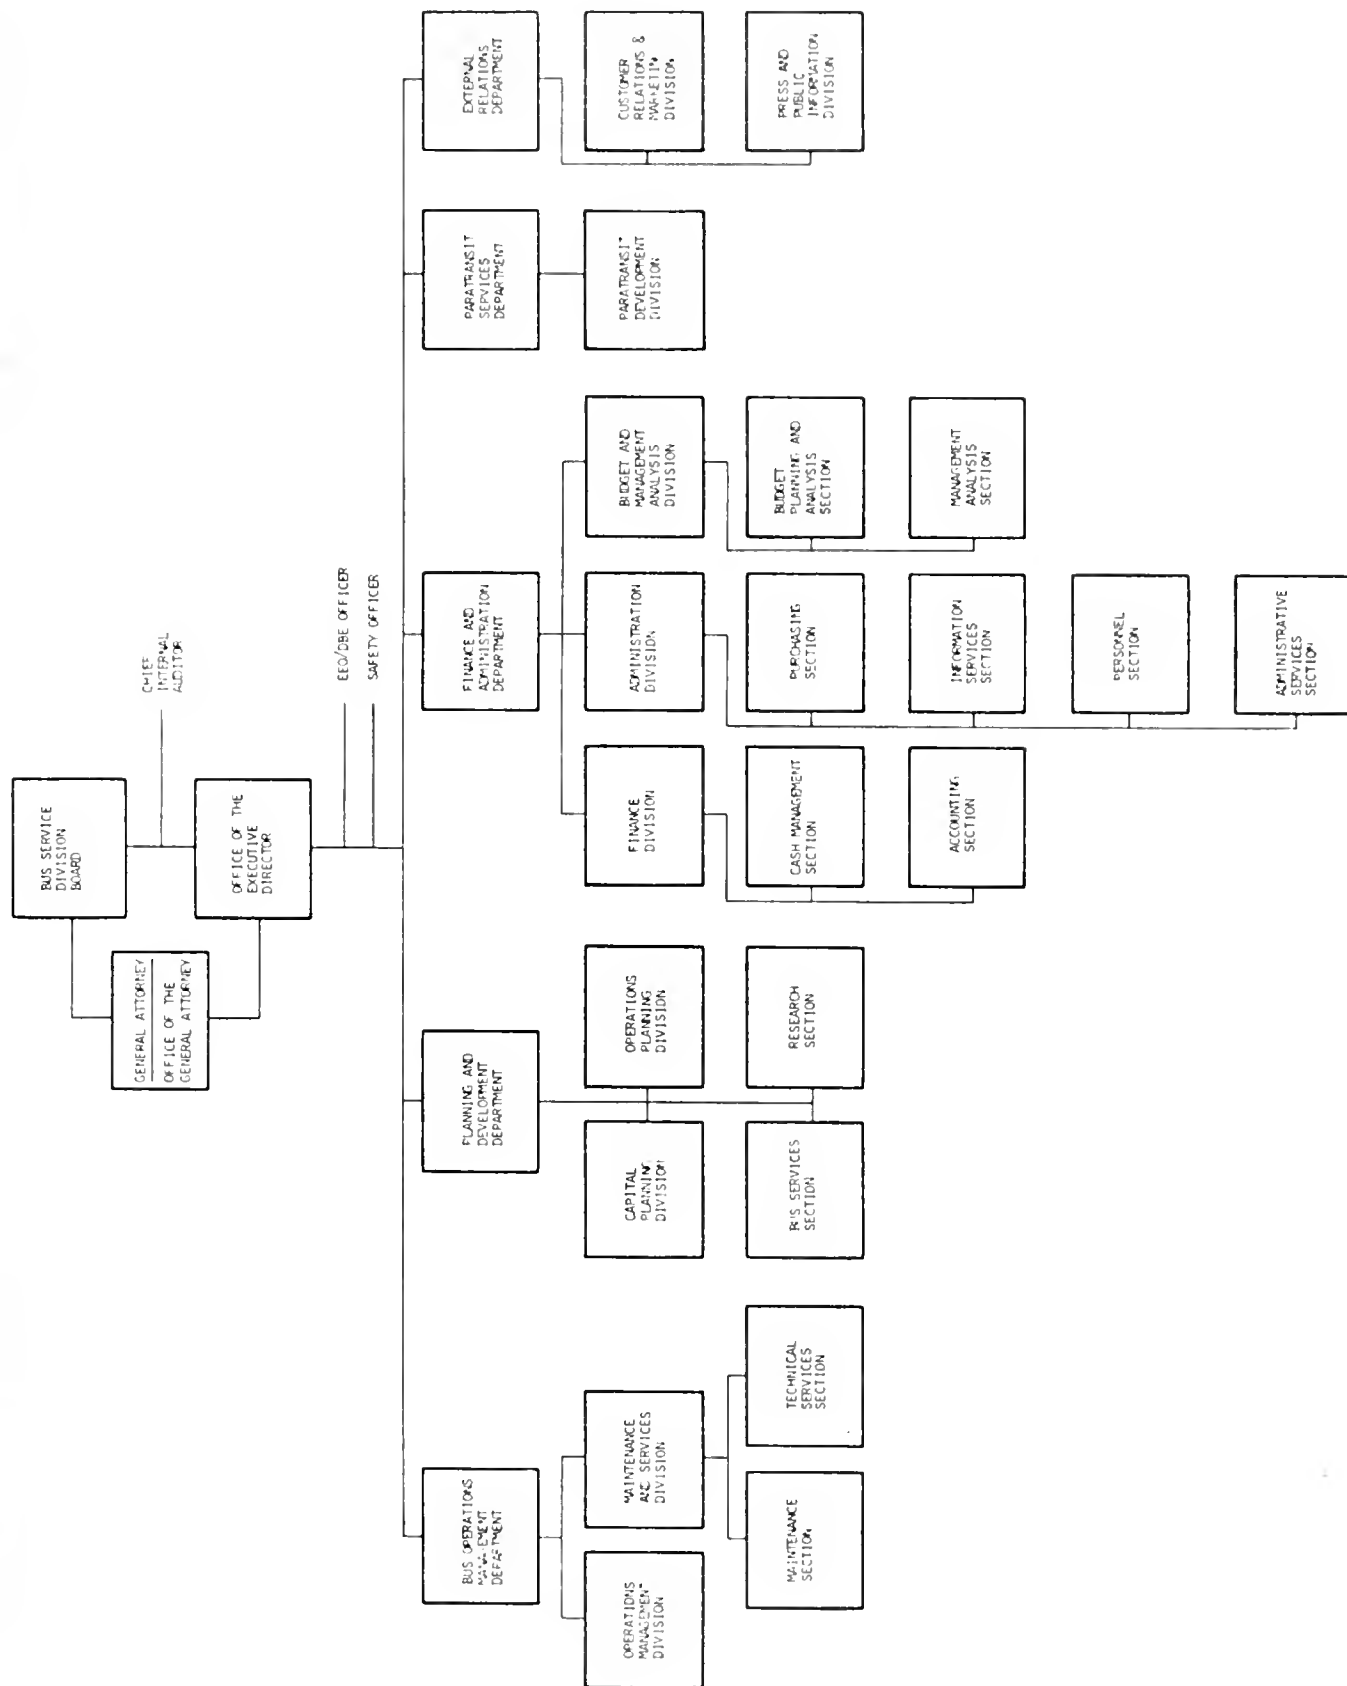 BUS SERVICE
DIVISION
BOARD
GENERAL ATTORNEY
OFFICE OF THE
GENERAL ATTORNEY
CHIEF
INTERNAL
AUDITOR
OFFICE OF THE
EXECUTIVE
DIRECTOR
EEO/DBE OFFICER
SAFETY OFFICER
BUS OPERATIONS
MANAGEMENT
DEPARTMENT
PLANNING AND
DEVELOPMENT
DEPARTMENT
FINANCE AND
ADMINISTRATION
DEPARTMENT
PARATRANSIT
SERVICES
DEPARTMENT
EXTERNAL
RELATIONS
DEPARTMENT
OPERATIONS
MANAGEMENT
DIVISION
MAINTENANCE
AND SERVICES
DIVISION
CAPITAL
PLANNING
DIVISION
OPERATIONS
PLANNING
DIVISION
FINANCE
DIVISION
ADMINISTRATION
DIVISION
BUDGET AND
MANAGEMENT
ANALYSIS
DIVISION
PARATRANSIT
DEVELOPMENT
DIVISION
CUSTOMER
RELATIONS &
MARKETIN
DIVISION
MAINTENANCE
SECTION
TECHNICAL
SERVICES
SECTION
BUS SERVICES
SECTION
RESEARCH
SECTION
CASH MANAGEMENT
SECTION
PURCHASING
SECTION
BUDGET
PLANNING AND
ANALYSIS
SECTION
PRESS AND
PUBLIC
INFORMATION
DIVISION
ACCOUNTING
SECTION
INFORMATION
SERVICES
SECTION
MANAGEMENT
ANALYSIS
SECTION
PERSONNEL
SECTION
ADMINISTRATIVE
SERVICES
SECTION